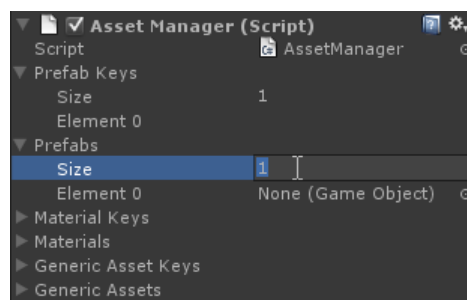 Asset Manager (Script)
Script AssetManager
Prefab Keys
Size 1
Element 0
Prefabs
Size 1
Element 0 None (Game Object)
Material Keys
Materials
Generic Asset Keys
Generic Assets